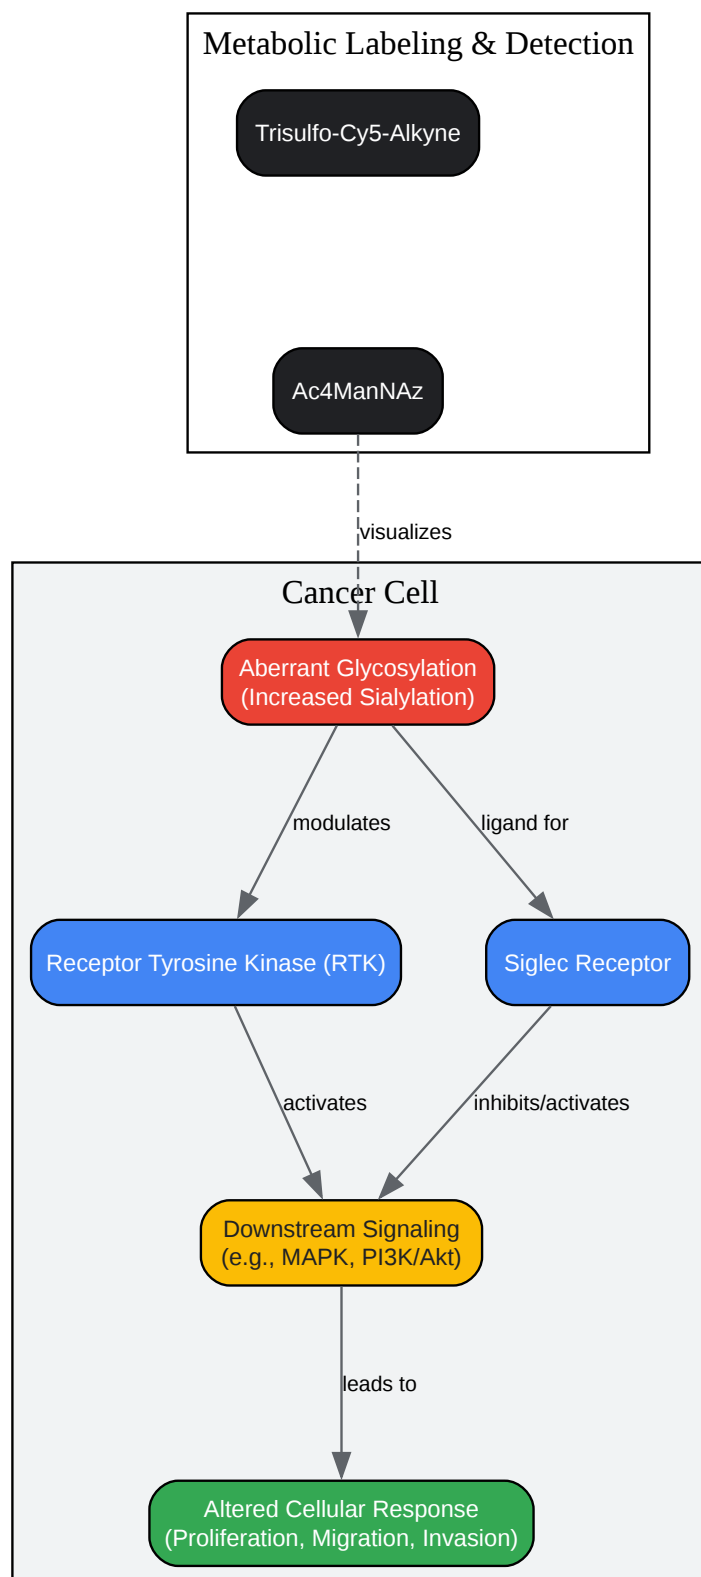 Metabolic Labeling & Detection
Trisulfo-Cy5-Alkyne
Ac4ManNAz
visualizes
Cancer Cell
Aberrant Glycosylation
(Increased Sialylation)
modulates
ligand for
Receptor Tyrosine Kinase (RTK)
Siglec Receptor
activates
inhibits/activates
Downstream Signaling
(e.g., MAPK, PI3K/Akt)
leads to
Altered Cellular Response
(Proliferation, Migration, Invasion)